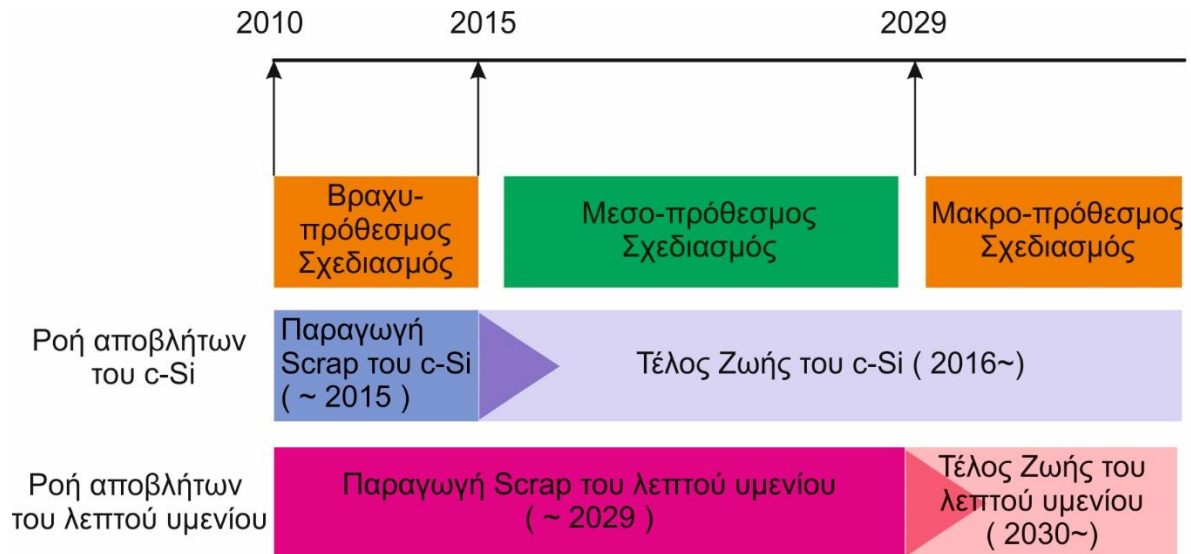 2010 2015 2029
Βραχυ-
πρόθεσμος
Σχεδιασμός
Μεσο-πρόθεσμος
Σχεδιασμός
Μακρο-πρόθεσμος
Σχεδιασμός
Ροή αποβλήτων
του c-Si
Παραγωγή
Scrap του c-Si
( ~ 2015 )
Τέλος Ζωής του c-Si ( 2016~)
Ροή αποβλήτων
του λεπτού υμενίου
Παραγωγή Scrap του λεπτού υμενίου
( ~ 2029 )
Τέλος Ζωής του
λεπτού υμενίου
( 2030~)